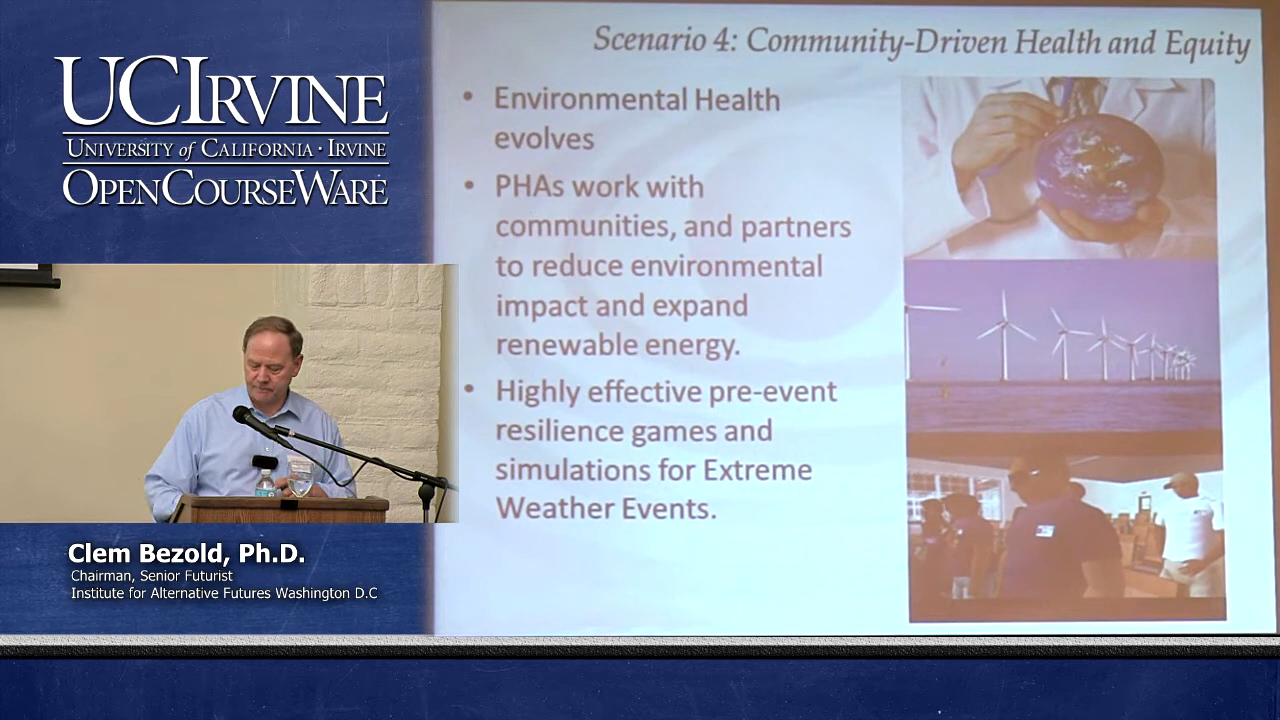 UCIRVINE
UNIVERSITY of CALIFORNIA · IRVINE
OPENCOURSEWARE
Clem Bezold, Ph.D.
Chairman, Senior Futurist
Institute for Alternative Futures Washington D.C
Scenario 4: Community-Driven Health and Equity
• Environmental Health
evolves
• PHAs work with
communities, and partners
to reduce environmental
impact and expand
renewable energy.
• Highly effective pre-event
resilience games and
simulations for Extreme
Weather Events.